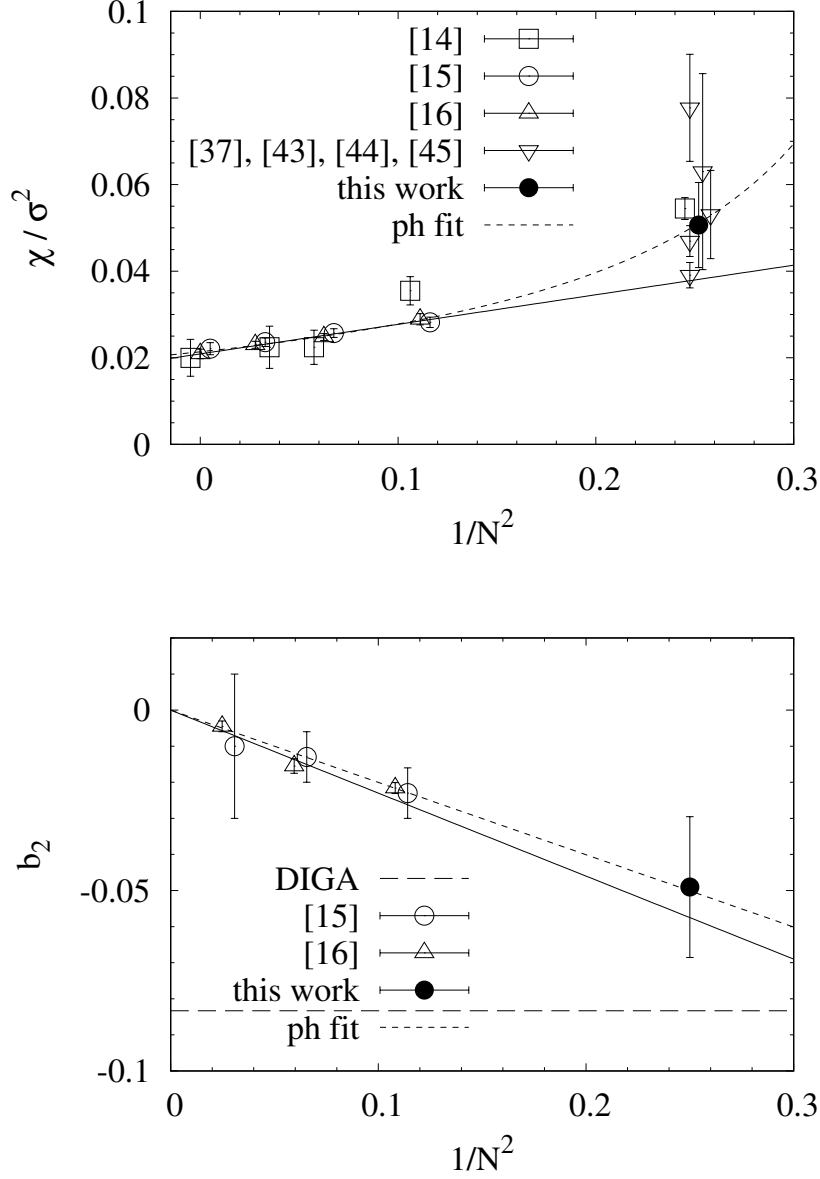 0.1
0.08
0.06
0.04
0.02
0
χ / σ²
[14]
[15]
[16]
[37], [43], [44], [45]
this work
ph fit
0 0.1 0.2 0.3
1/N²
0
-0.05
-0.1
b₂
DIGA
[15]
[16]
this work
ph fit
0 0.1 0.2 0.3
1/N²